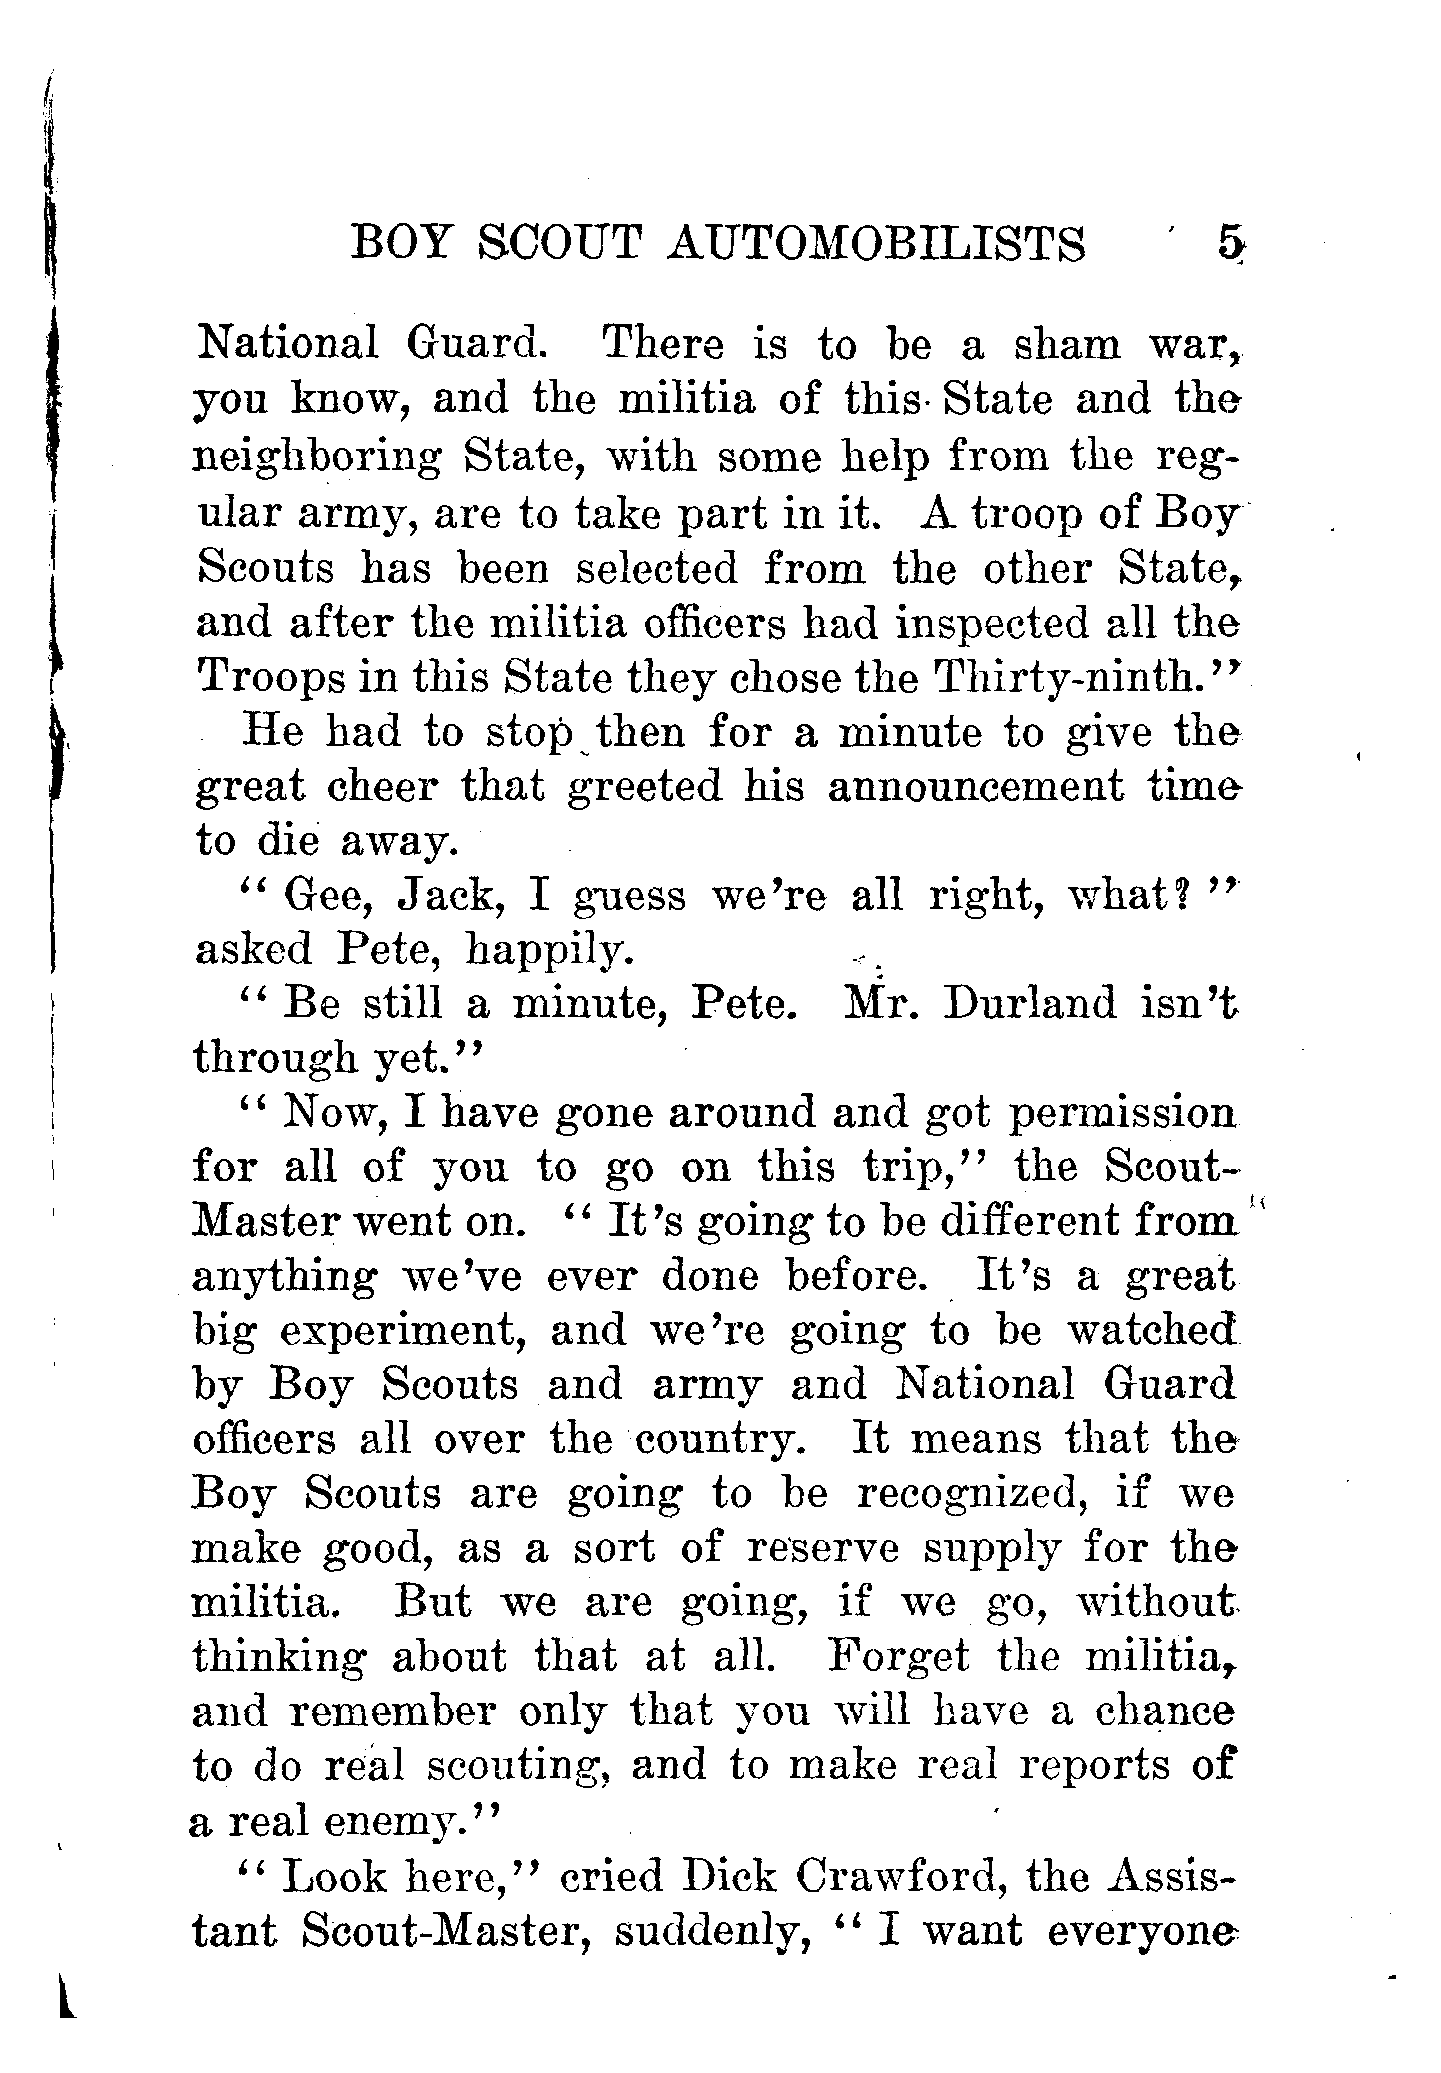 BOY SCOUT AUTOMOBILISTS 5
National Guard. There is to be a sham war,
you know, and the militia of this State and the
neighboring State, with some help from the reg-
ular army, are to take part in it. A troop of Boy
Scouts has been selected from the other State,
and after the militia officers had inspected all the
Troops in this State they chose the Thirty-ninth.”
He had to stop then for a minute to give the
great cheer that greeted his announcement time
to die away.
“ Gee, Jack, I guess we’re all right, what? ”
asked Pete, happily.
“ Be still a minute, Pete. Mr. Durland isn’t
through yet.”
“ Now, I have gone around and got permission
for all of you to go on this trip,” the Scout-
Master went on. “ It’s going to be different from
anything we’ve ever done before. It’s a great
big experiment, and we’re going to be watched
by Boy Scouts and army and National Guard
officers all over the country. It means that the
Boy Scouts are going to be recognized, if we
make good, as a sort of reserve supply for the
militia. But we are going, if we go, without
thinking about that at all. Forget the militia,
and remember only that you will have a chance
to do real scouting, and to make real reports of
a real enemy.”
“ Look here,” cried Dick Crawford, the Assis-
tant Scout-Master, suddenly, “ I want everyone